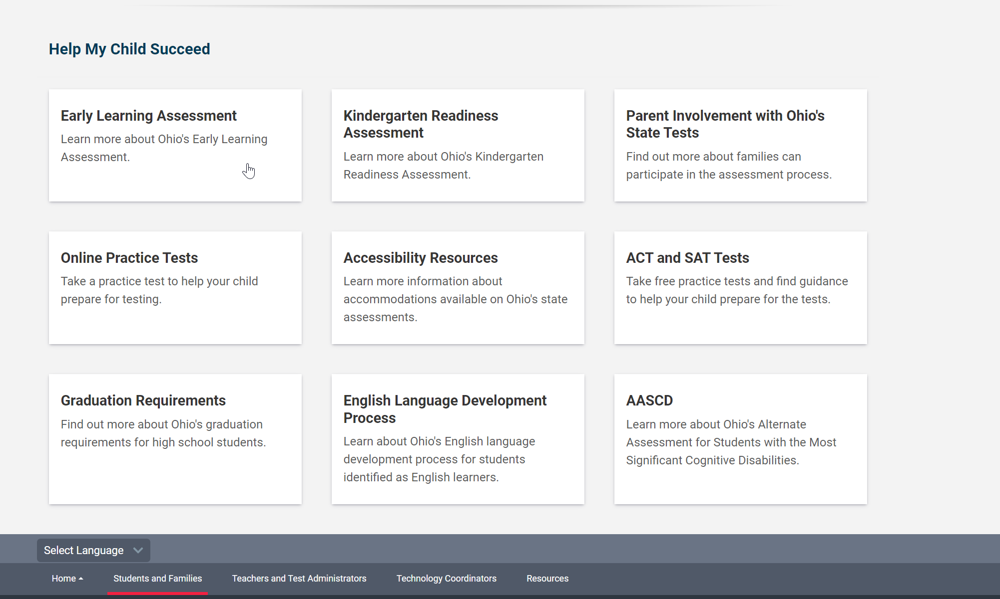 Help My Child Succeed
Early Learning Assessment
Learn more about Ohio's Early Learning
Assessment.
Kindergarten Readiness
Assessment
Learn more about Ohio's Kindergarten
Readiness Assessment.
Parent Involvement with Ohio's
State Tests
Find out more about families can
participate in the assessment process.
Online Practice Tests
Take a practice test to help your child
prepare for testing.
Accessibility Resources
Learn more information about
accommodations available on Ohio's state
assessments.
ACT and SAT Tests
Take free practice tests and find guidance
to help your child prepare for the tests.
Graduation Requirements
Find out more about Ohio's graduation
requirements for high school students.
English Language Development
Process
Learn about Ohio's English language
development process for students
identified as English learners.
AASCD
Learn more about Ohio's Alternate
Assessment for Students with the Most
Significant Cognitive Disabilities.
Select Language
Home
Students and Families
Teachers and Test Administrators
Technology Coordinators
Resources